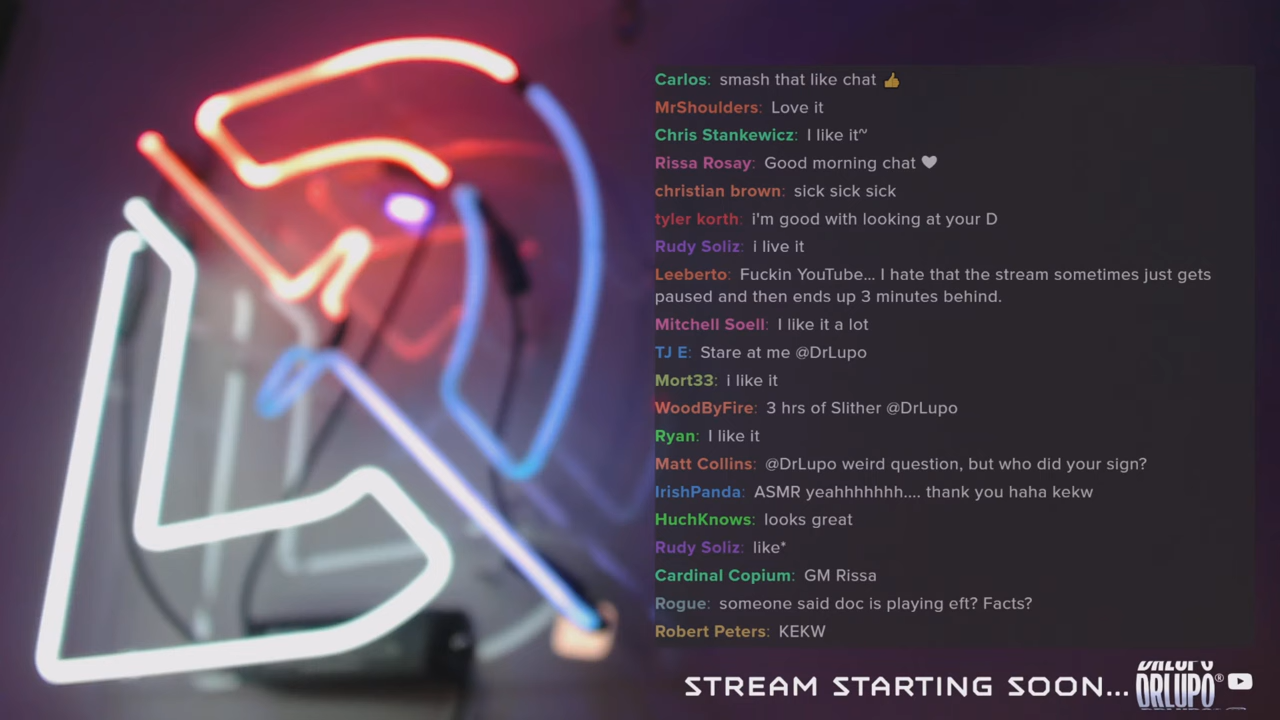 Carlos: smash that like chat 👍
MrShoulders: Love it
Chris Stankewicz: I like it~
Rissa Rosay: Good morning chat 🤍
christian brown: sick sick sick
tyler korth: i'm good with looking at your D
Rudy Soliz: i live it
Leeberto: Fuckin YouTube... I hate that the stream sometimes just gets
paused and then ends up 3 minutes behind.
Mitchell Soell: I like it a lot
TJ E: Stare at me @DrLupo
Mort33: i like it
WoodByFire: 3 hrs of Slither @DrLupo
Ryan: I like it
Matt Collins: @DrLupo weird question, but who did your sign?
IrishPanda: ASMR yeahhhhhhh.... thank you haha kekw
HuchKnows: looks great
Rudy Soliz: like*
Cardinal Copium: GM Rissa
Rogue: someone said doc is playing eft? Facts?
Robert Peters: KEKW
STREAM STARTING SOON... DRLUPO®